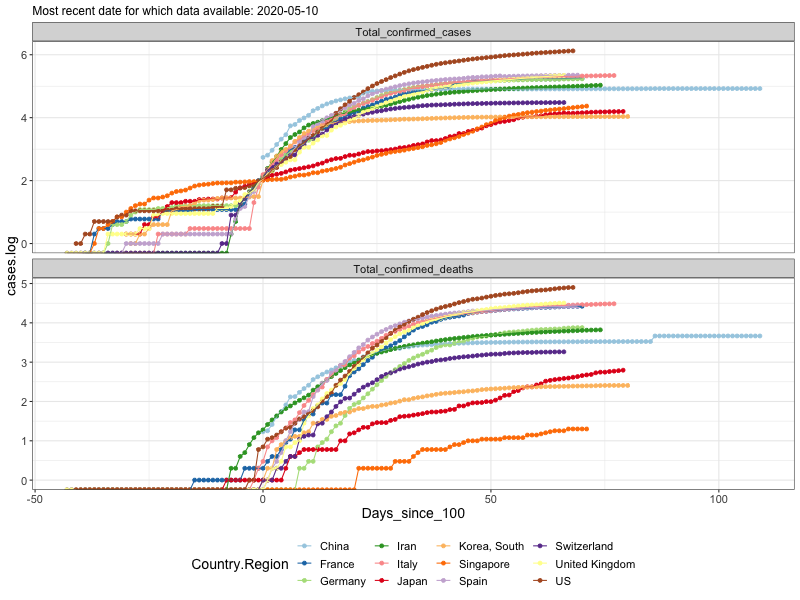 Most recent date for which data available: 2020-05-10
Total_confirmed_cases
6
4
2
0
cases.log
Total_confirmed_deaths
5
4
3
2
1
0
-50 0 50 100
Days_since_100
Country.Region
China Iran Korea, South Switzerland
France Italy Singapore United Kingdom
Germany Japan Spain US